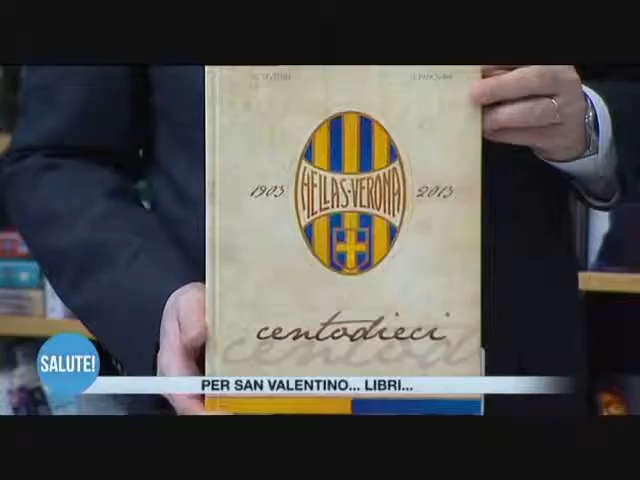 1903
HELLAS-VERONA
2013
centodieci
SALUTE!
PER SAN VALENTINO... LIBRI...